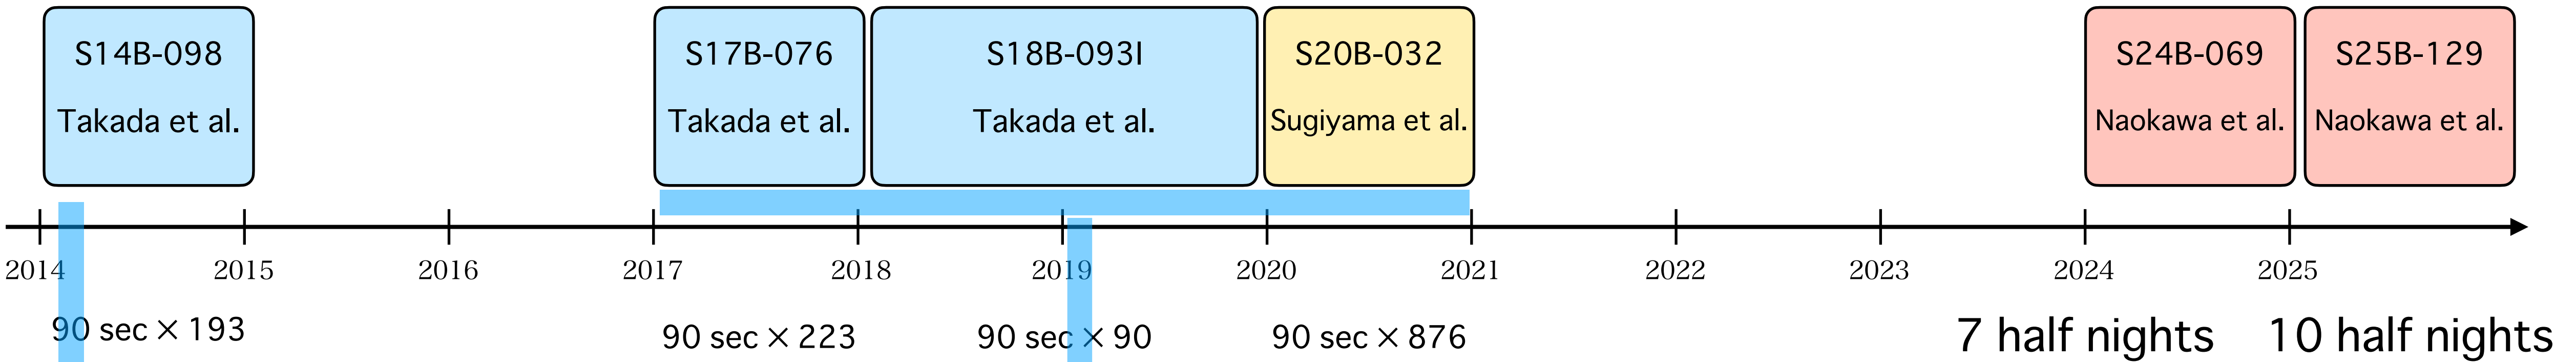 S14B-098
Takada et al.
S17B-076
Takada et al.
S18B-093I
Takada et al.
S20B-032
Sugiyama et al.
S24B-069
Naokawa et al.
S25B-129
Naokawa et al.
2014 2015 2016 2017 2018 2019 2020 2021 2022 2023 2024 2025
90 sec × 193 90 sec × 223 90 sec × 90 90 sec × 876 7 half nights 10 half nights